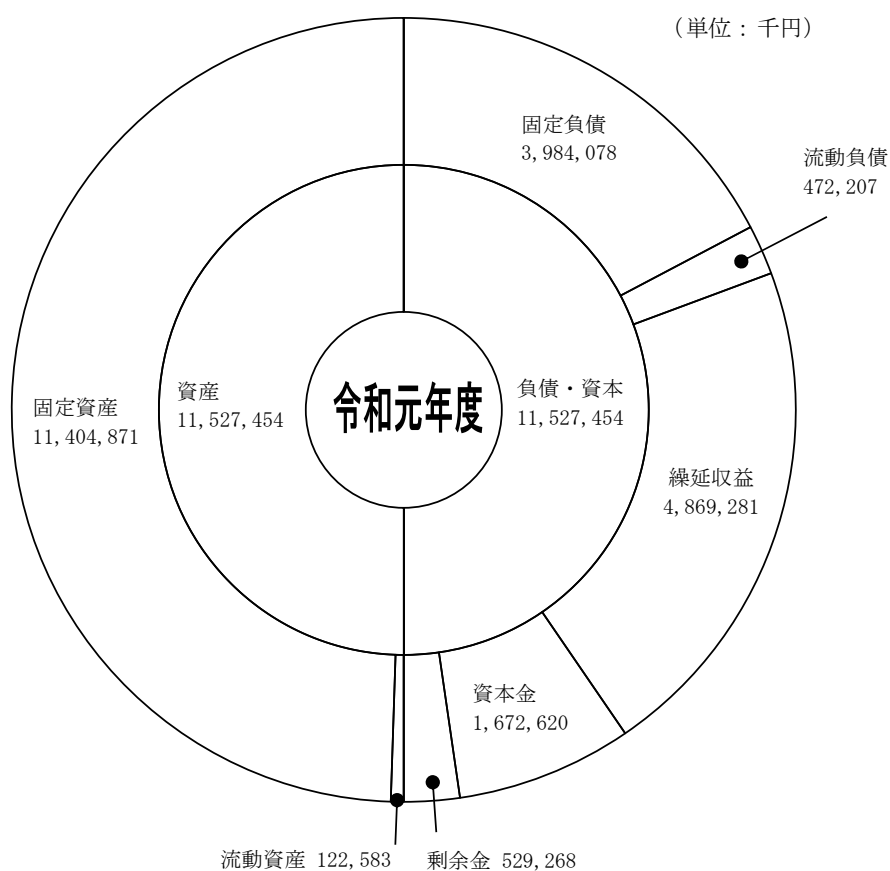 （単位：千円）
固定負債
3,984,078
流動負債
472,207
固定資産
11,404,871
資産
11,527,454
令和元年度
負債・資本
11,527,454
繰延収益
4,869,281
資本金
1,672,620
流動資産 122,583
剰余金 529,268